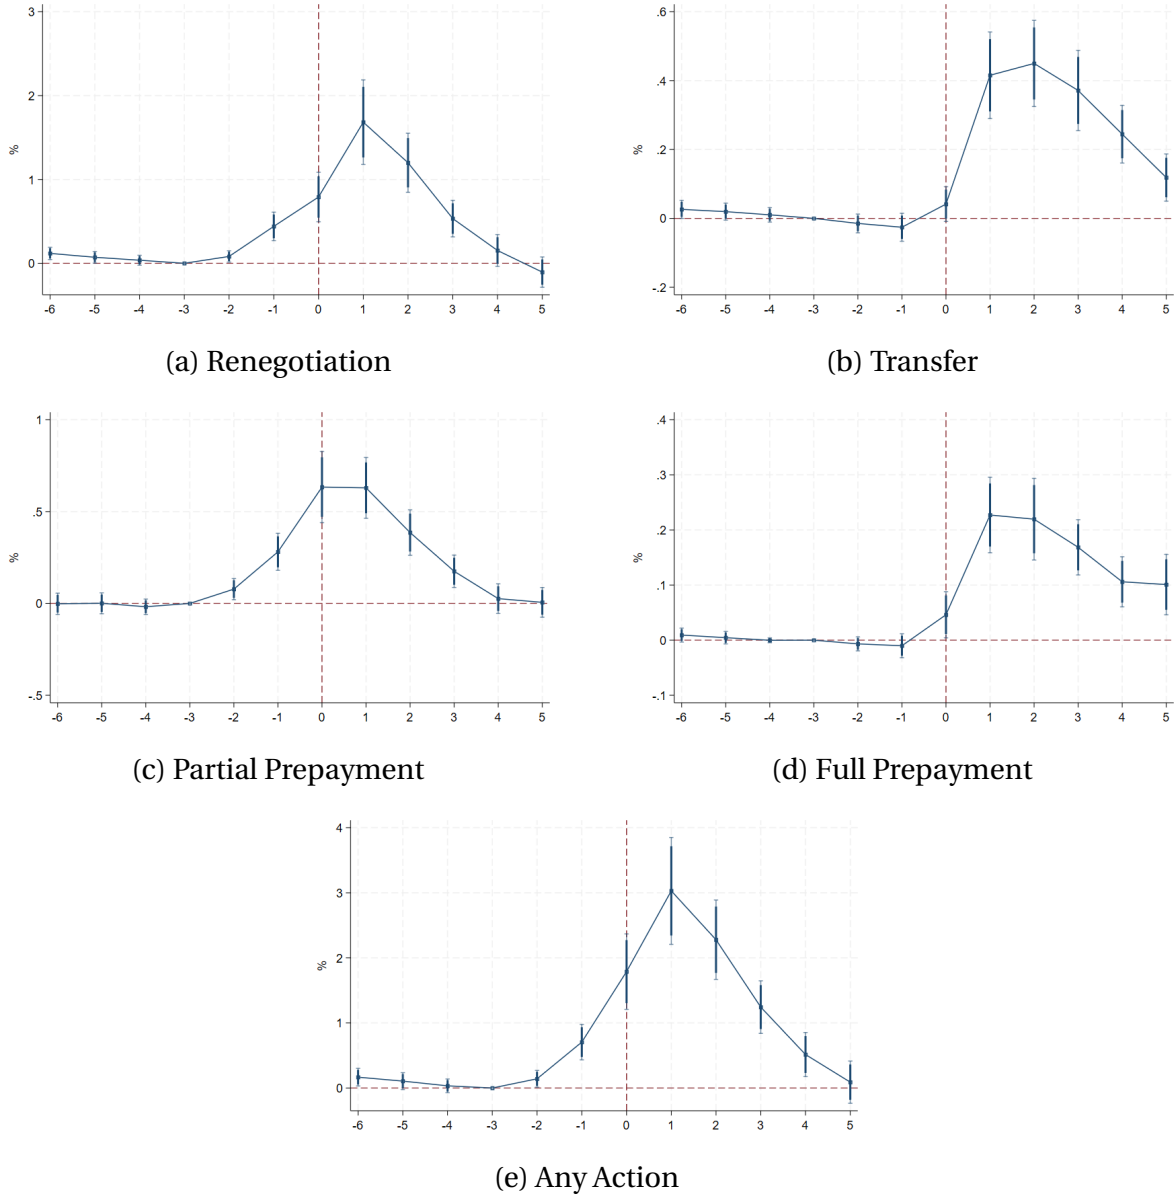 3
2
1
0
%
-6 -5 -4 -3 -2 -1 0 1 2 3 4 5
(a) Renegotiation
.6
.4
.2
0
-.2
%
-6 -5 -4 -3 -2 -1 0 1 2 3 4 5
(b) Transfer
1
.5
0
-.5
%
-6 -5 -4 -3 -2 -1 0 1 2 3 4 5
(c) Partial Prepayment
.4
.3
.2
.1
0
-.1
%
-6 -5 -4 -3 -2 -1 0 1 2 3 4 5
(d) Full Prepayment
4
3
2
1
0
%
-6 -5 -4 -3 -2 -1 0 1 2 3 4 5
(e) Any Action